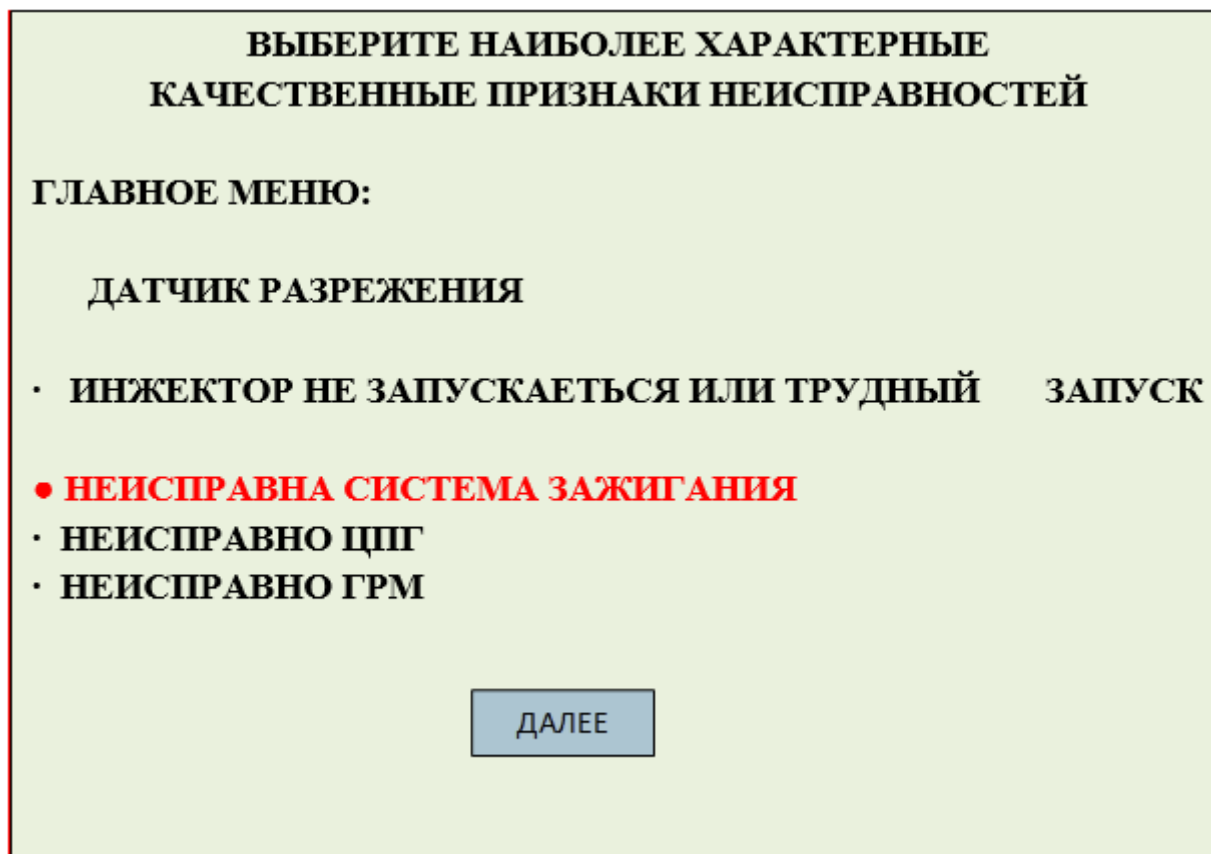 ВЫБЕРИТЕ НАИБОЛЕЕ ХАРАКТЕРНЫЕ
КАЧЕСТВЕННЫЕ ПРИЗНАКИ НЕИСПРАВНОСТЕЙ
ГЛАВНОЕ МЕНЮ:
ДАТЧИК РАЗРЕЖЕНИЯ
· ИНЖЕКТОР НЕ ЗАПУСКАЕТЬСЯ ИЛИ ТРУДНЫЙ ЗАПУСК
● НЕИСПРАВНА СИСТЕМА ЗАЖИГАНИЯ
· НЕИСПРАВНО ЦПГ
· НЕИСПРАВНО ГРМ
ДАЛЕЕ